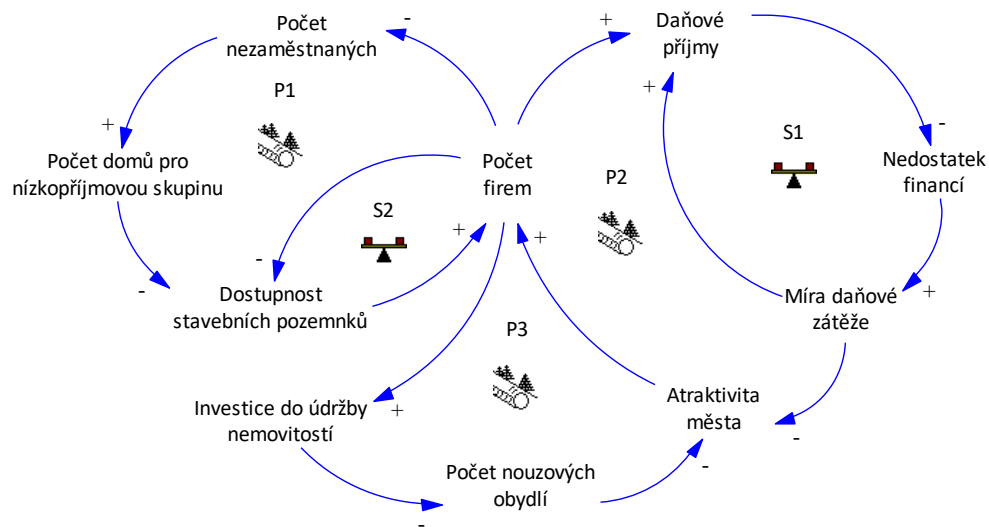 Počet
nezaměstnaných
-
+
Daňové
příjmy
P1
+
+
S1
-
Počet domů pro
nízkopříjmovou skupinu
Počet
firem
P2
Nedostatek
financí
S2
+
+
-
-
Dostupnost
stavebních pozemnků
+
Míra daňové
zátěže
P3
Investice do údržby
nemovitostí
+
Atraktivita
města
-
Počet nouzových
obydlí
-
-